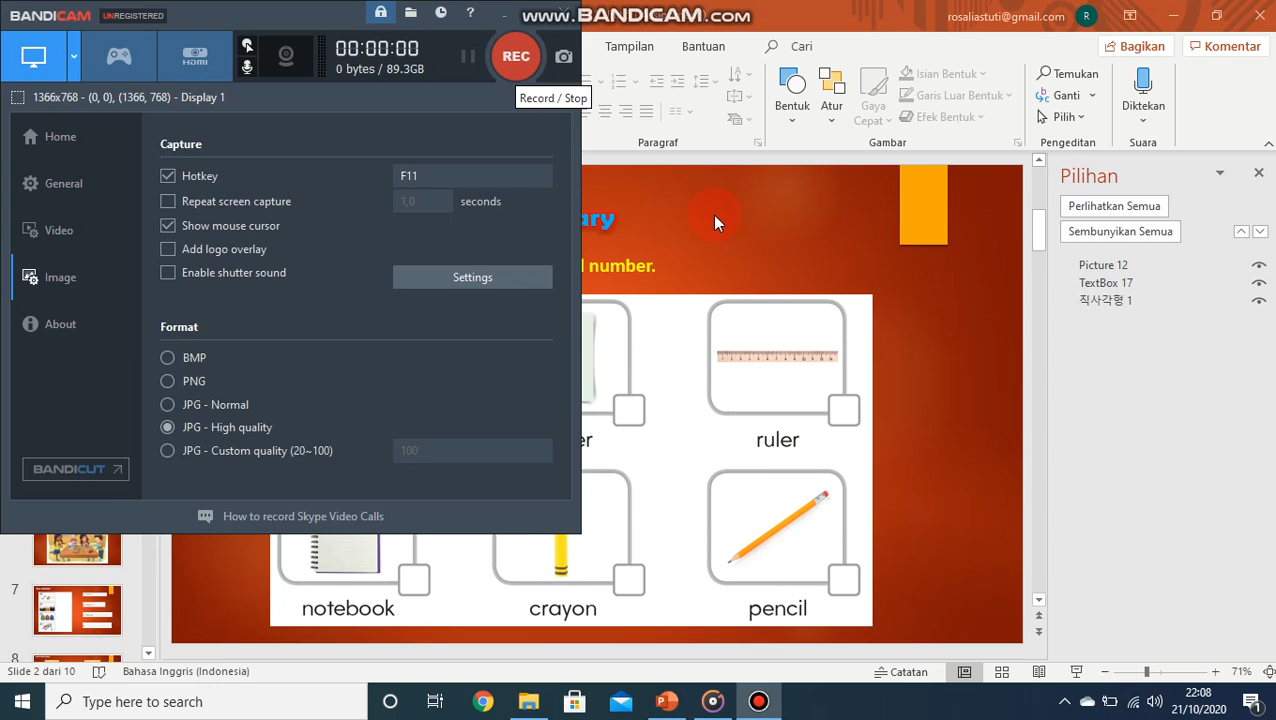 BANDICAM UNREGISTERED
www.BANDICAM.com
rosaliastuti@gmail.com R
HDMI
00:00:00
0 bytes / 89.3GB
REC
Record / Stop
1366x768 - (0, 0), (1366, 768) - Display 1
Home
General
Video
Image
About
BANDICUT
Capture
Hotkey F11
Repeat screen capture 1,0 seconds
Show mouse cursor
Add logo overlay
Enable shutter sound Settings
Format
BMP
PNG
JPG - Normal
JPG - High quality
JPG - Custom quality (20~100) 100
How to record Skype Video Calls
Tampilan Bantuan Cari Bagikan Komentar
Bentuk
Atur
Gaya
Cepat
Isian Bentuk
Garis Luar Bentuk
Efek Bentuk
Temukan
Ganti
Pilih
Diktekan
Paragraf Gambar Pengeditan Suara
ary
number.
er ruler
notebook crayon pencil
Pilihan
Perlihatkan Semua
Sembunyikan Semua
Picture 12
TextBox 17
직사각형 1
7
8
Slide 2 dari 10 Bahasa Inggris (Indonesia) Catatan 71%
Type here to search
22:08
21/10/2020
1